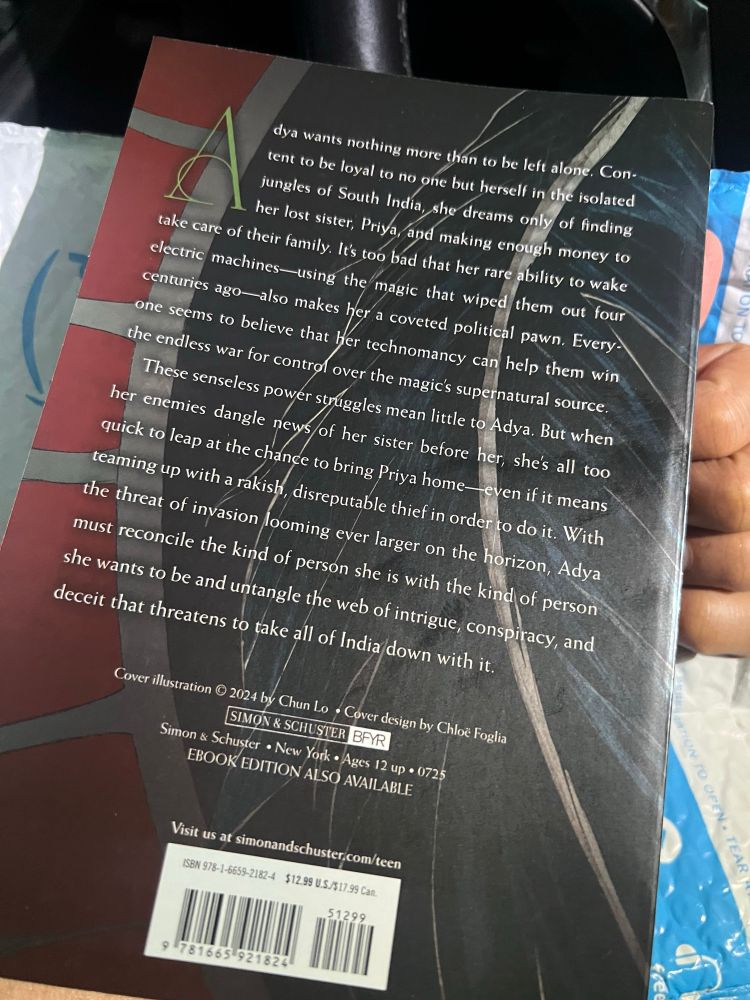 Adya wants nothing more than to be left alone. Con-
tent to be loyal to no one but herself in the isolated
jungles of South India, she dreams only of finding
her lost sister, Priya, and making enough money to
take care of their family. It's too bad that her rare ability to wake
electric machines—using the magic that wiped them out four
centuries ago—also makes her a coveted political pawn. Every-
one seems to believe that her technomancy can help them win
the endless war for control over the magic's supernatural source.
These senseless power struggles mean little to Adya. But when
her enemies dangle news of her sister before her, she's all too
quick to leap at the chance to bring Priya home—even if it means
teaming up with a rakish, disreputable thief in order to do it. With
the threat of invasion looming ever larger on the horizon, Adya
must reconcile the kind of person she is with the kind of person
she wants to be and untangle the web of intrigue, conspiracy, and
deceit that threatens to take all of India down with it.
Cover illustration © 2024 by Chun Lo • Cover design by Chloë Foglia
SIMON & SCHUSTER BFYR
Simon & Schuster • New York • Ages 12 up • 0725
EBOOK EDITION ALSO AVAILABLE
Visit us at simonandschuster.com/teen
ISBN 978-1-6659-2182-4 $12.99 U.S./$17.99 Can.
51299
9 781665 921824
TO OPEN • TEAR